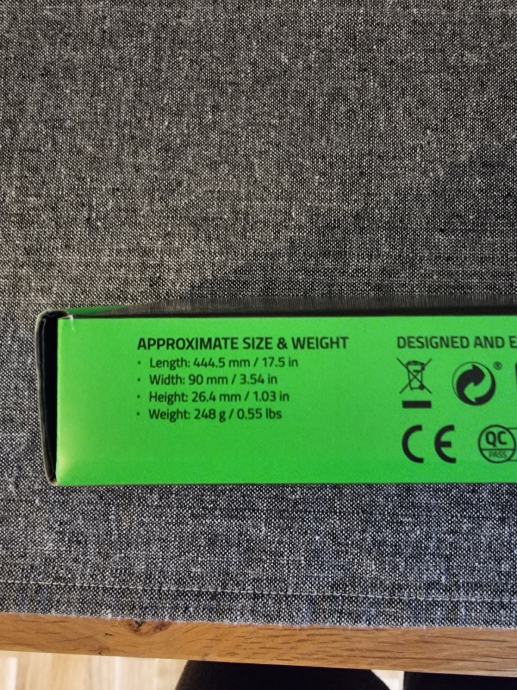 APPROXIMATE SIZE & WEIGHT
· Length: 444.5 mm / 17.5 in
· Width: 90 mm / 3.54 in
· Height: 26.4 mm / 1.03 in
· Weight: 248 g / 0.55 lbs
DESIGNED AND E
®
CE
QC
PASS